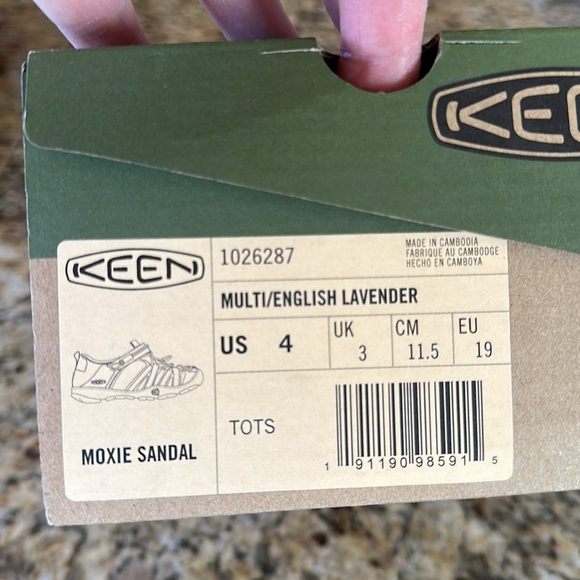 KEEN
KEEN
1026287
MADE IN CAMBODIA
FABRIQUE AU CAMBODGE
HECHO EN CAMBOYA
MULTI/ENGLISH LAVENDER
US 4
UK 3
CM 11.5
EU 19
MOXIE SANDAL
TOTS
1 91190 98591 5